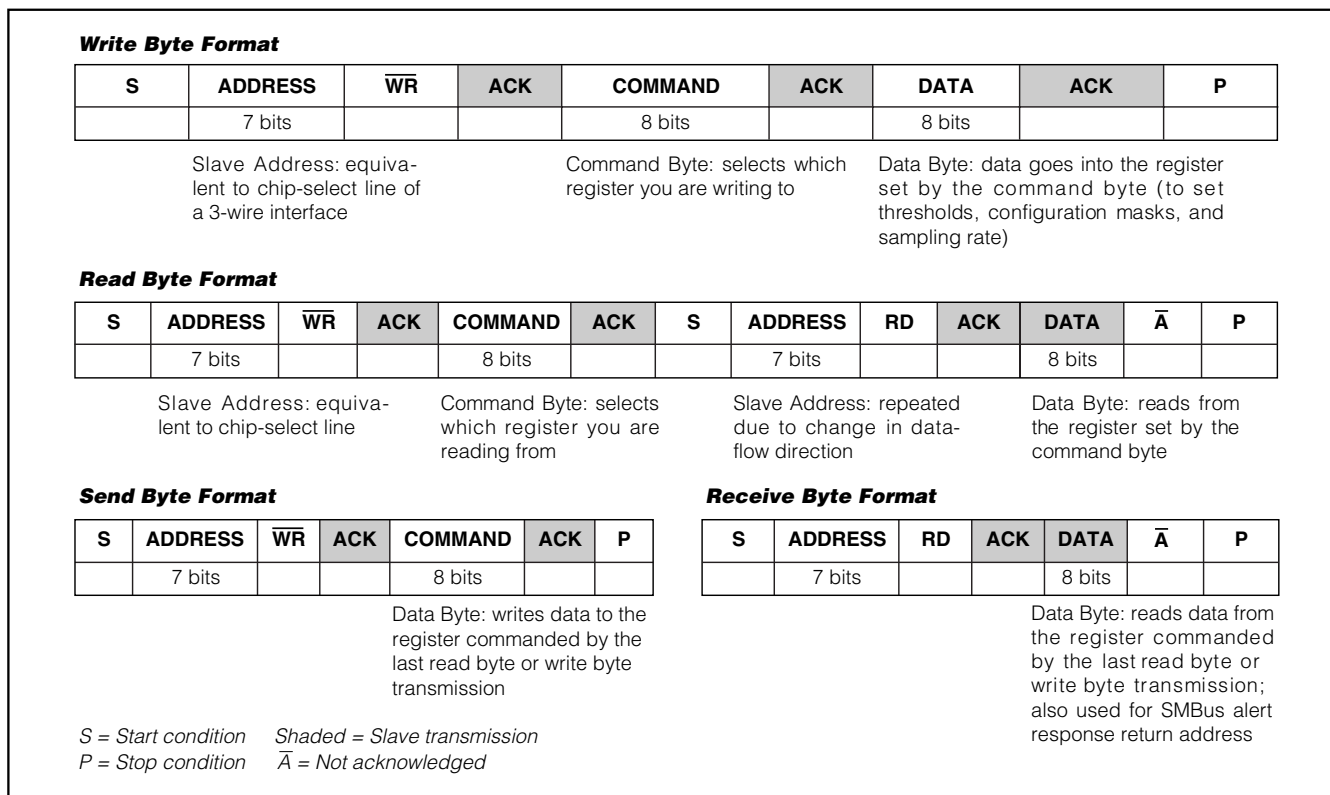 Write Byte Format
S ADDRESS W̅R̅ ACK COMMAND ACK DATA ACK P
7 bits 8 bits 8 bits
Slave Address: equiva-
lent to chip-select line of
a 3-wire interface
Command Byte: selects which
register you are writing to
Data Byte: data goes into the register
set by the command byte (to set
thresholds, configuration masks, and
sampling rate)
Read Byte Format
S ADDRESS W̅R̅ ACK COMMAND ACK S ADDRESS RD ACK DATA A̅ P
7 bits 8 bits 7 bits 8 bits
Slave Address: equiva-
lent to chip-select line
Command Byte: selects
which register you are
reading from
Slave Address: repeated
due to change in data-
flow direction
Data Byte: reads from
the register set by the
command byte
Send Byte Format
S ADDRESS W̅R̅ ACK COMMAND ACK P
7 bits 8 bits
Data Byte: writes data to the
register commanded by the
last read byte or write byte
transmission
Receive Byte Format
S ADDRESS RD ACK DATA A̅ P
7 bits 8 bits
Data Byte: reads data from
the register commanded
by the last read byte or
write byte transmission;
also used for SMBus alert
response return address
S = Start condition Shaded = Slave transmission
P = Stop condition A̅ = Not acknowledged